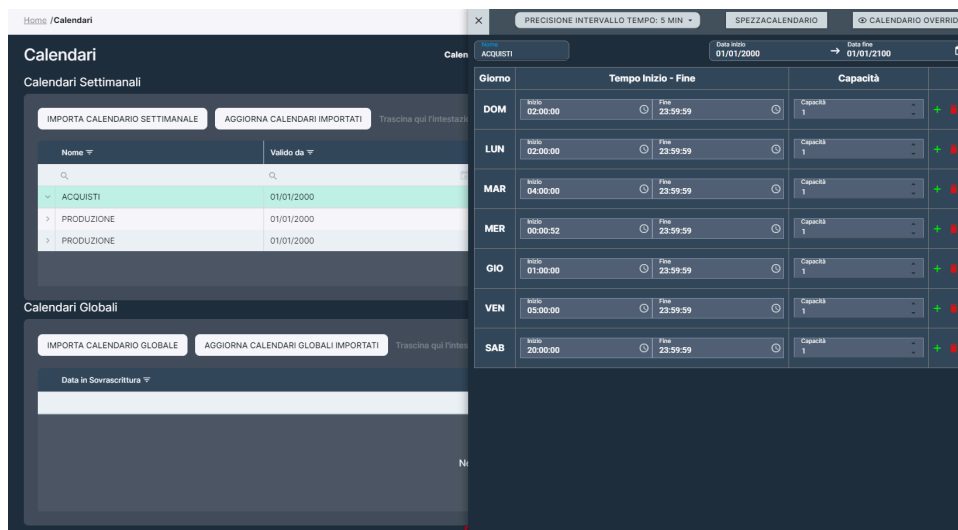 Home /Calendari
PRECISIONE INTERVALLO TEMPO: 5 MIN
SPEZZACALENDARIO
CALENDARIO OVERRID
Calendari
Calen
Calendari Settimanali
IMPORTA CALENDARIO SETTIMANALE
AGGIORNA CALENDARI IMPORTATI
Trascina qui l'intestazio
Nome
Valido da
ACQUISTI
01/01/2000
PRODUZIONE
01/01/2000
PRODUZIONE
01/01/2000
Calendari Globali
IMPORTA CALENDARIO GLOBALE
AGGIORNA CALENDARI GLOBALI IMPORTATI
Trascina qui l'intes
Data in Sovrascrittura
Nome
ACQUISTI
Data inizio
01/01/2000
Data fine
01/01/2100
Giorno
Tempo Inizio - Fine
Capacità
DOM
Inizio
02:00:00
Fine
23:59:59
Capacità
1
LUN
Inizio
02:00:00
Fine
23:59:59
Capacità
1
MAR
Inizio
04:00:00
Fine
23:59:59
Capacità
1
MER
Inizio
00:00:52
Fine
23:59:59
Capacità
1
GIO
Inizio
01:00:00
Fine
23:59:59
Capacità
1
VEN
Inizio
05:00:00
Fine
23:59:59
Capacità
1
SAB
Inizio
20:00:00
Fine
23:59:59
Capacità
1